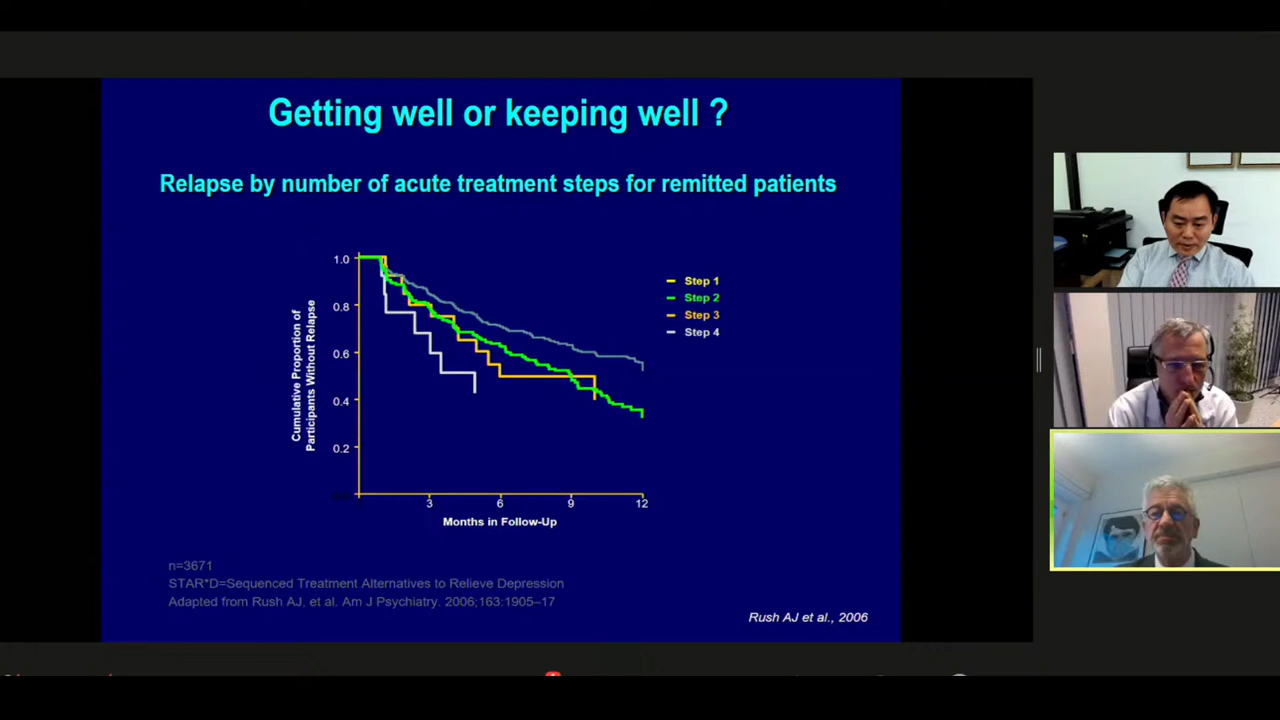 Getting well or keeping well ?
Relapse by number of acute treatment steps for remitted patients
Cumulative Proportion of
Participants Without Relapse
1.0
0.8
0.6
0.4
0.2
3
6
9
12
Months in Follow-Up
Step 1
Step 2
Step 3
Step 4
n=3671
STAR*D=Sequenced Treatment Alternatives to Relieve Depression
Adapted from Rush AJ, et al. Am J Psychiatry. 2006;163:1905–17
Rush AJ et al., 2006